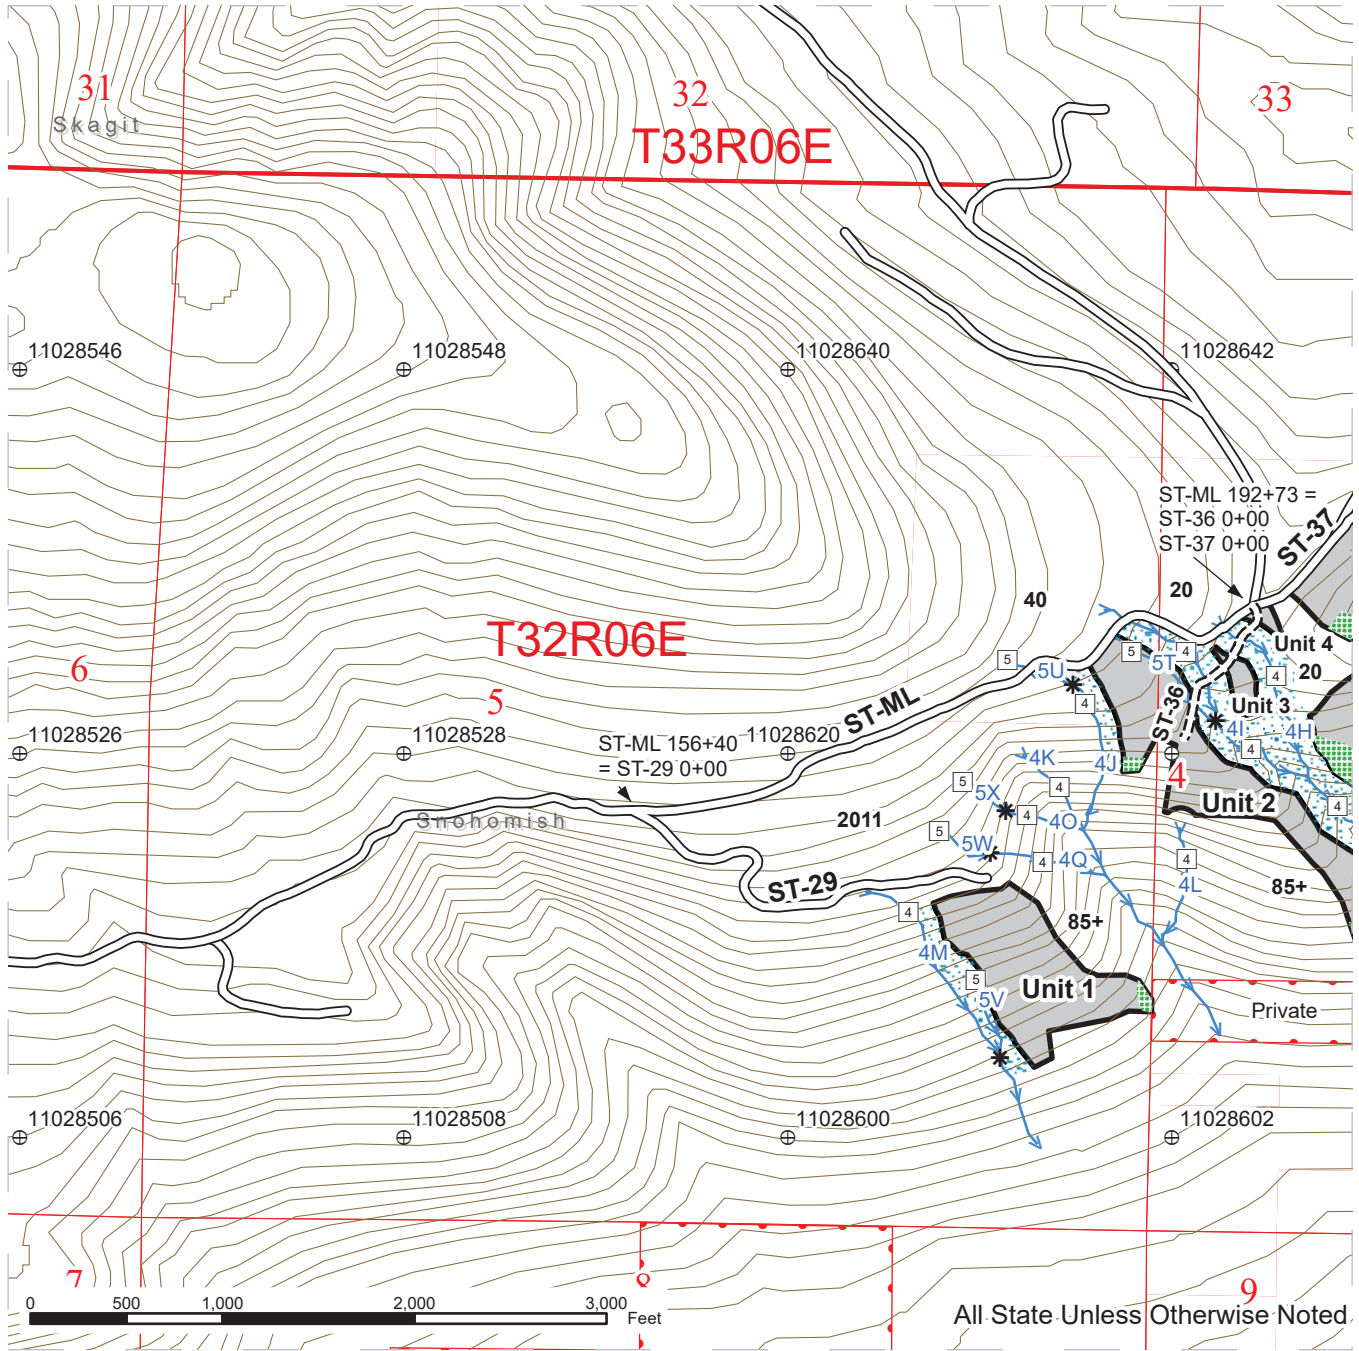 31
32
33
Skagit
T33R06E
11028546
11028548
11028640
11028642
ST-ML 192+73 =
ST-36 0+00
ST-37 0+00
ST-37
40
20
T32R06E
Unit 4
5
5
4
5U
5T
20
6
4
4
5
ST-ML
ST-36
Unit 3
4I
4H
11028526
11028528
ST-ML 156+40
= ST-29 0+00
11028620
4
4K
4J
4
5
5X
4
Unit 2
4
Snohomish
2011
4
4O
5
5W
4
4Q
4
4L
ST-29
85+
4
85+
4M
5
5V
Unit 1
Private
11028506
11028508
11028600
11028602
7
8
9
0
500
1,000
2,000
3,000
Feet
All State Unless Otherwise Noted